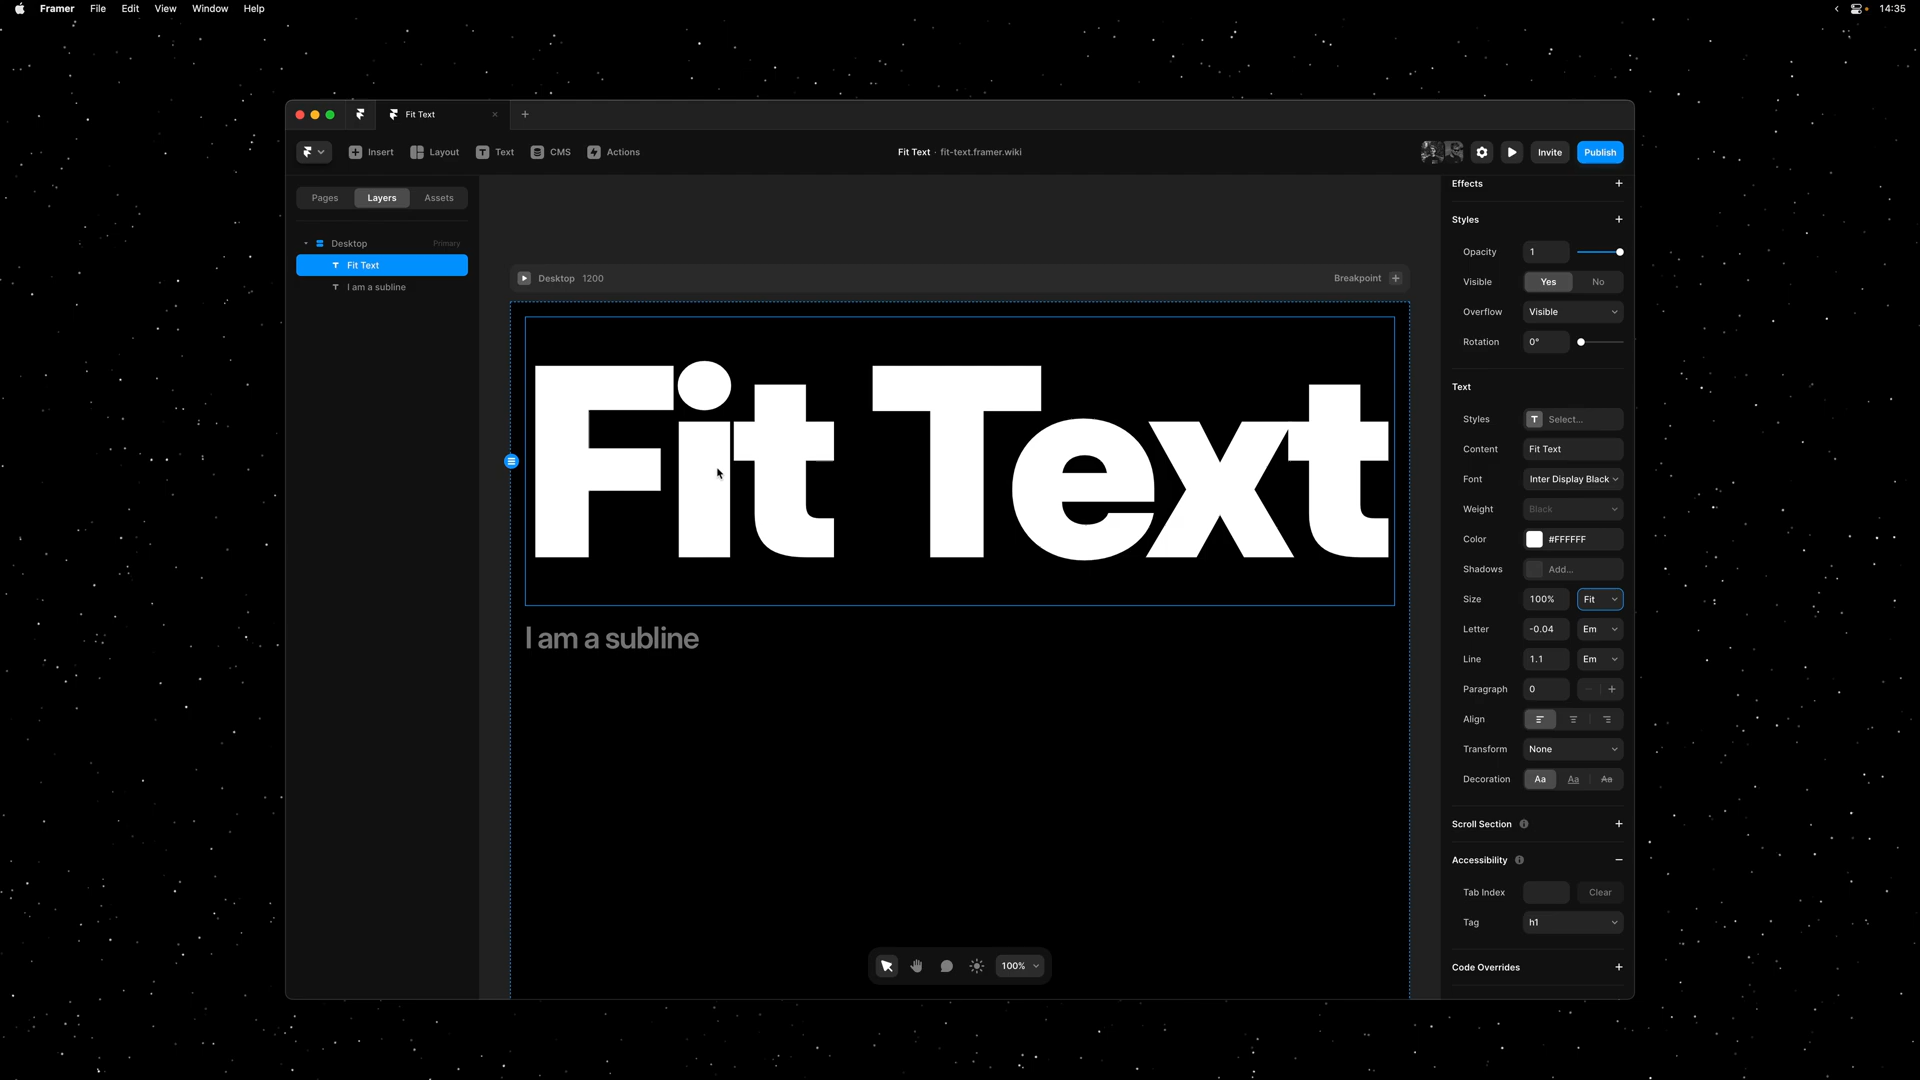 Framer File Edit View Window Help 14:35
Fit Text
Insert Layout Text CMS Actions Fit Text · fit-text.framer.wiki Invite Publish
Pages Layers Assets
Desktop Primary
Fit Text
I am a subline
Desktop 1200 Breakpoint
Fit Text
I am a subline
100%
Effects
Styles
Opacity 1
Visible Yes No
Overflow Visible
Rotation 0°
Text
Styles T Select...
Content Fit Text
Font Inter Display Black
Weight Black
Color #FFFFFF
Shadows Add...
Size 100% Fit
Letter -0.04 Em
Line 1.1 Em
Paragraph 0
Align
Transform None
Decoration Aa Aa Aa
Scroll Section
Accessibility
Tab Index Clear
Tag h1
Code Overrides